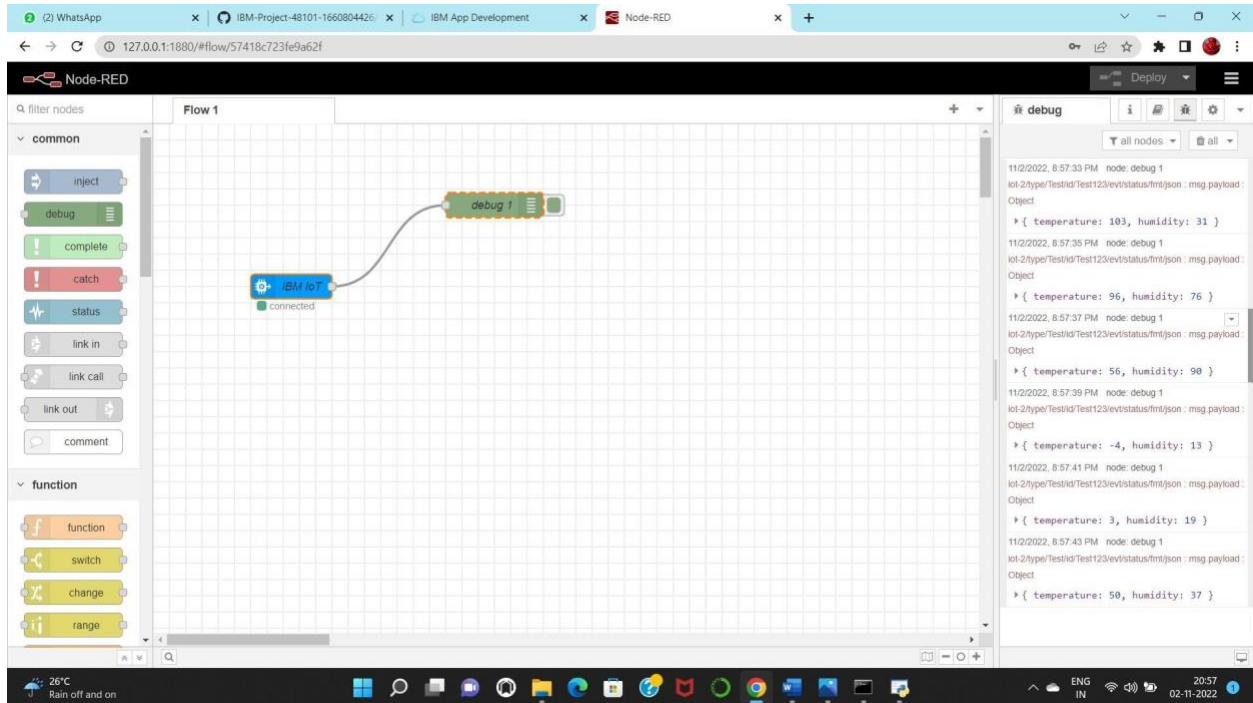 (2) WhatsApp
IBM-Project-48101-1660804426
IBM App Development
Node-RED
127.0.0.1:1880/#flow/57418c723fe9a62f
Node-RED
Deploy
filter nodes
Flow 1
debug
i
all nodes
all
common
inject
debug
complete
catch
status
link in
link call
link out
comment
function
function
switch
change
range
debug 1
IBM IoT
connected
11/2/2022, 8:57:33 PM node: debug 1
iot-2/type/Test/id/Test123/evt/status/fmt/json : msg.payload :
Object
{ temperature: 103, humidity: 31 }
11/2/2022, 8:57:35 PM node: debug 1
iot-2/type/Test/id/Test123/evt/status/fmt/json : msg.payload :
Object
{ temperature: 96, humidity: 76 }
11/2/2022, 8:57:37 PM node: debug 1
iot-2/type/Test/id/Test123/evt/status/fmt/json : msg.payload :
Object
{ temperature: 56, humidity: 90 }
11/2/2022, 8:57:39 PM node: debug 1
iot-2/type/Test/id/Test123/evt/status/fmt/json : msg.payload :
Object
{ temperature: -4, humidity: 13 }
11/2/2022, 8:57:41 PM node: debug 1
iot-2/type/Test/id/Test123/evt/status/fmt/json : msg.payload :
Object
{ temperature: 3, humidity: 19 }
11/2/2022, 8:57:43 PM node: debug 1
iot-2/type/Test/id/Test123/evt/status/fmt/json : msg.payload :
Object
{ temperature: 50, humidity: 37 }
26°C
Rain off and on
ENG
IN
20:57
02-11-2022
1